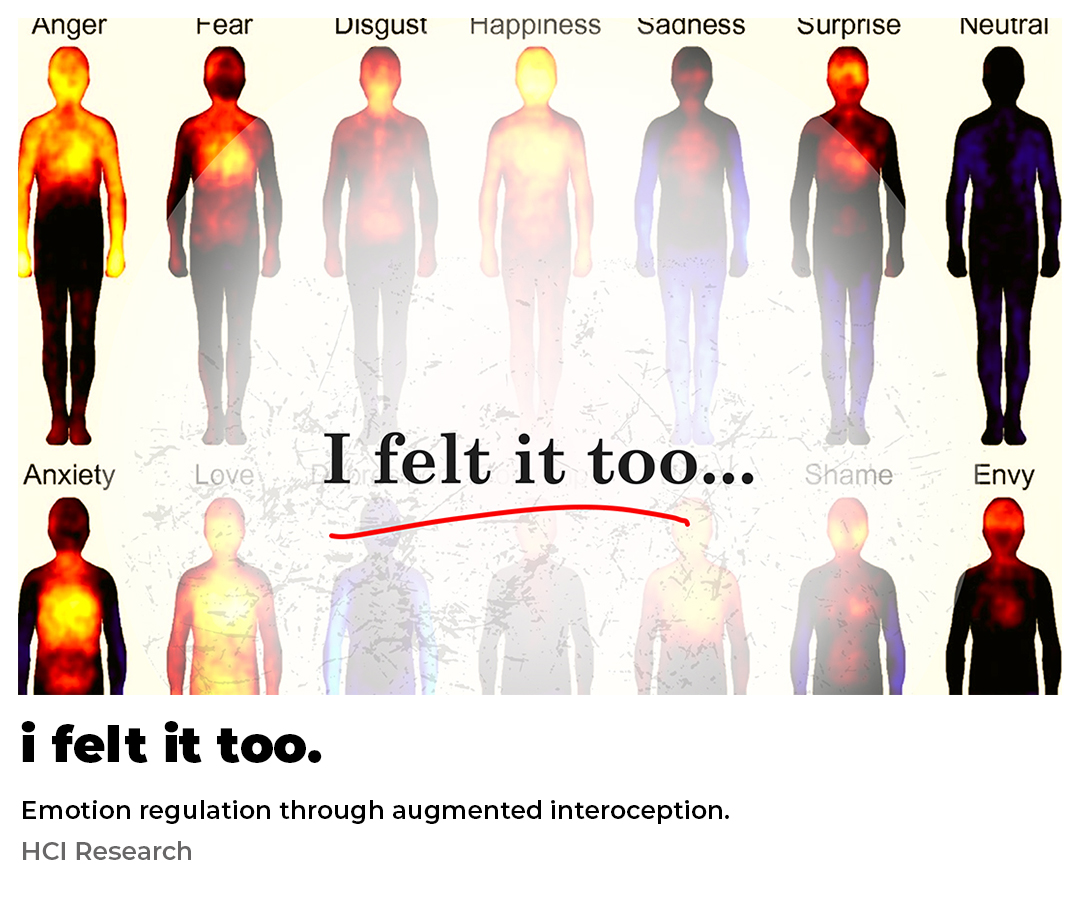 Anger Fear Disgust Happiness Sadness Surprise Neutral
Anxiety Love Shame Envy
I felt it too...
i felt it too.
Emotion regulation through augmented interoception.
HCI Research